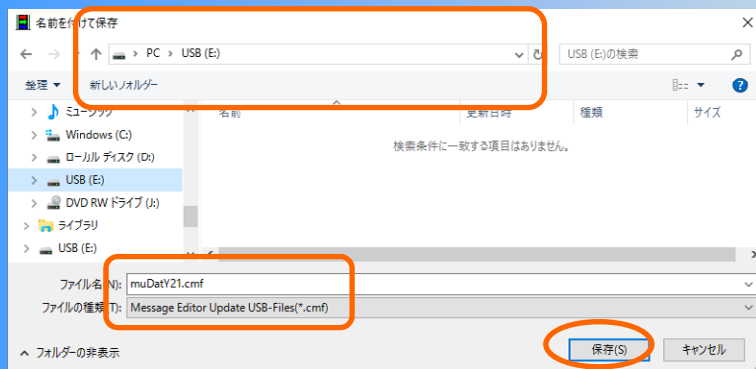 名前を付けて保存
PC > USB (E:)
USB (E:)の検索
整理 新しいフォルダー
ミュージック
Windows (C:)
ローカル ディスク (D:)
USB (E:)
DVD RW ドライブ (J:)
ライブラリ
USB (E:)
名前 更新日時 種類 サイズ
検索条件に一致する項目はありません。
ファイル名(N): muDatY21.cmf
ファイルの種類(T): Message Editor Update USB-Files(*.cmf)
フォルダーの非表示
保存(S) キャンセル